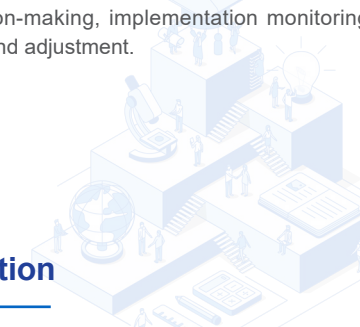 on-making, implementation monitoring
nd adjustment.
tion